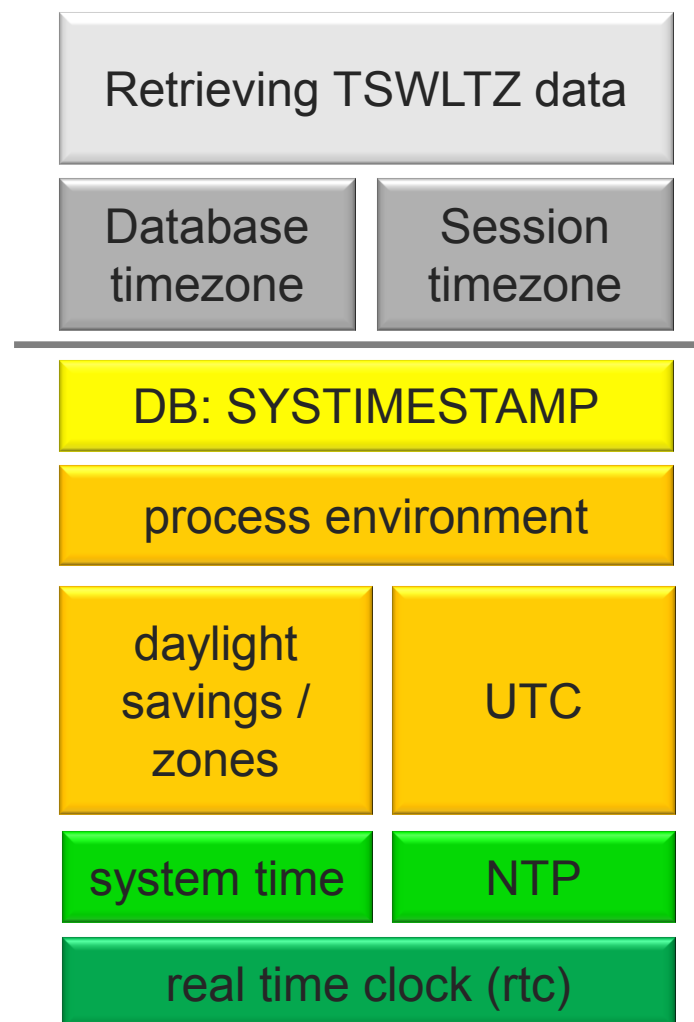 Retrieving TSWLTZ data
Database
timezone
Session
timezone
DB: SYSTIMESTAMP
process environment
daylight
savings /
zones
UTC
system time
NTP
real time clock (rtc)